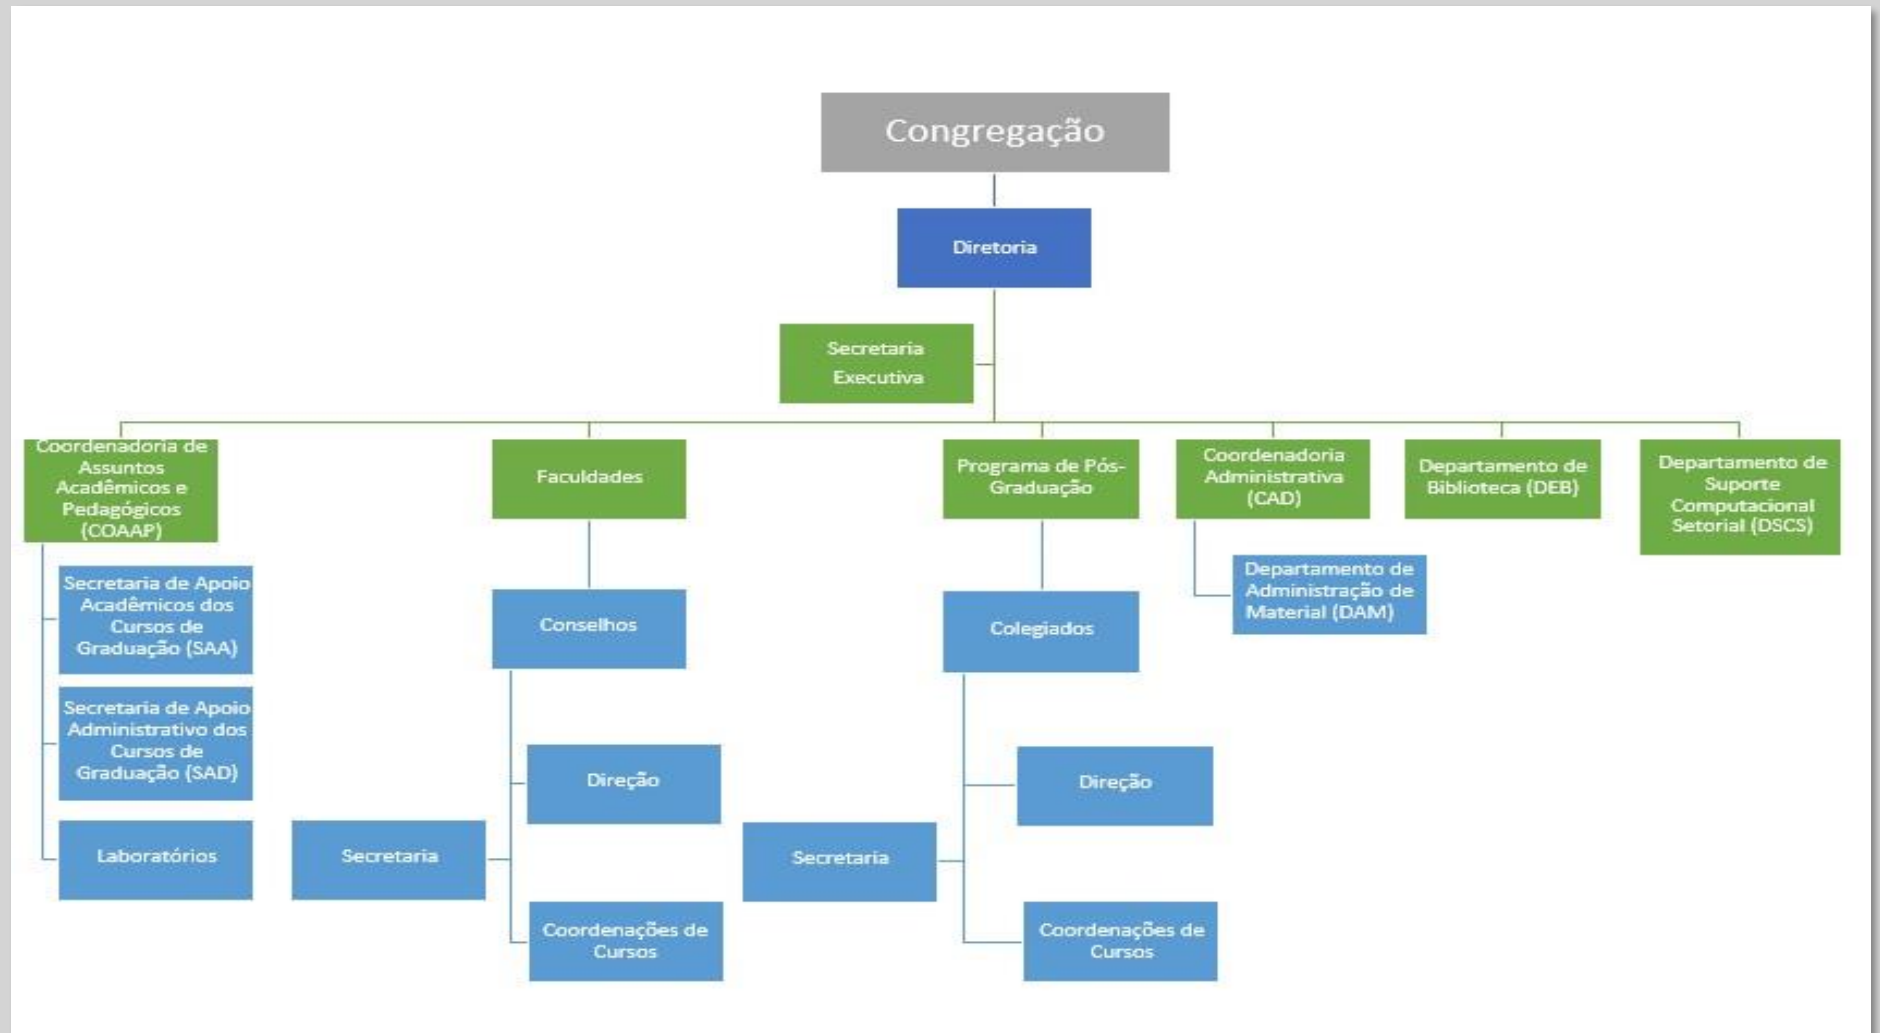 Congregação
Diretoria
Secretaria
Executiva
Coordenadoria de
Assuntos
Acadêmicos e
Pedagógicos
(COAAP)
Faculdades
Programa de Pós-
Graduação
Coordenadoria
Administrativa
(CAD)
Departamento de
Biblioteca (DEB)
Departamento de
Suporte
Computacional
Setorial (DSCS)
Secretaria de Apoio
Acadêmicos dos
Cursos de
Graduação (SAA)
Conselhos
Colegiados
Departamento de
Administração de
Material (DAM)
Secretaria de Apoio
Administrativo dos
Cursos de
Graduação (SAD)
Direção
Direção
Laboratórios
Secretaria
Secretaria
Coordenações de
Cursos
Coordenações de
Cursos